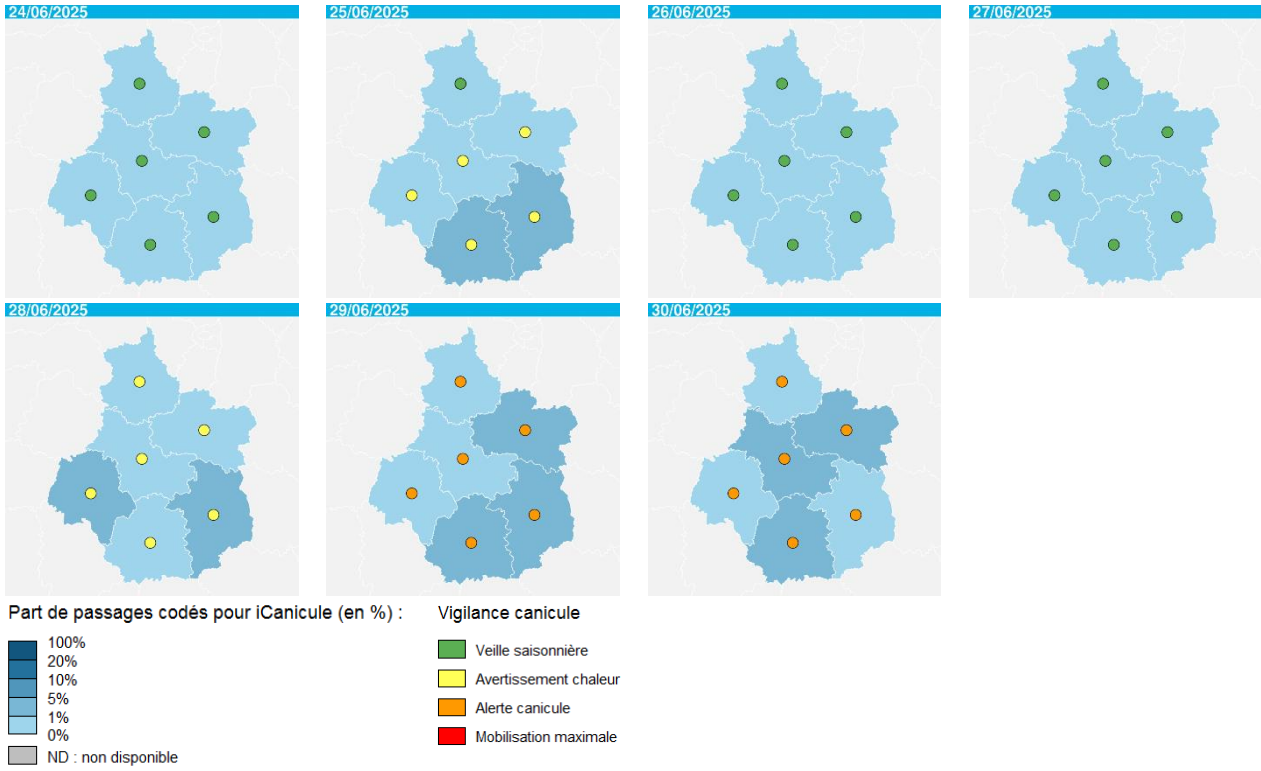 24/06/2025
25/06/2025
26/06/2025
27/06/2025
28/06/2025
29/06/2025
30/06/2025
Part de passages codés pour iCanicule (en %) :
100%
20%
10%
5%
1%
0%
ND : non disponible
Vigilance canicule
Veille saisonnière
Avertissement chaleur
Alerte canicule
Mobilisation maximale